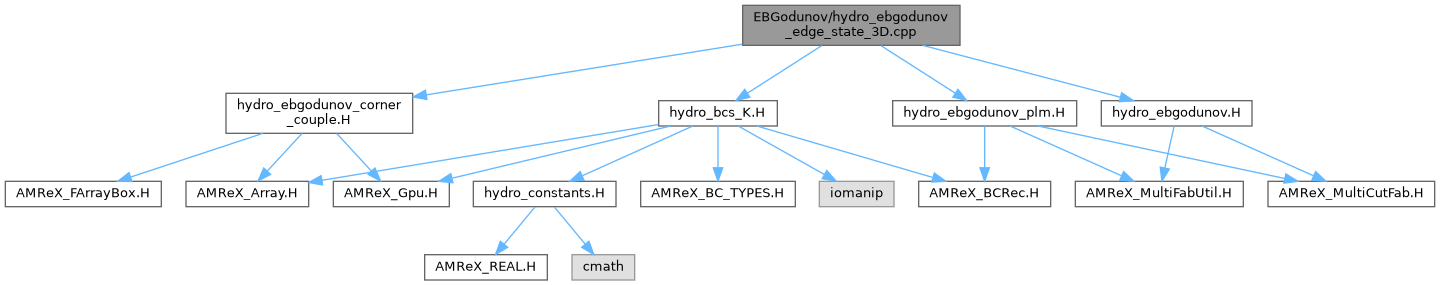 EBGodunov/hydro_ebgodunov
_edge_state_3D.cpp
hydro_ebgodunov_corner
_couple.H
hydro_bcs_K.H
hydro_ebgodunov_plm.H
hydro_ebgodunov.H
AMReX_FArrayBox.H
AMReX_Array.H
AMReX_Gpu.H
hydro_constants.H
AMReX_BC_TYPES.H
iomanip
AMReX_BCRec.H
AMReX_MultiFabUtil.H
AMReX_MultiCutFab.H
AMReX_REAL.H
cmath